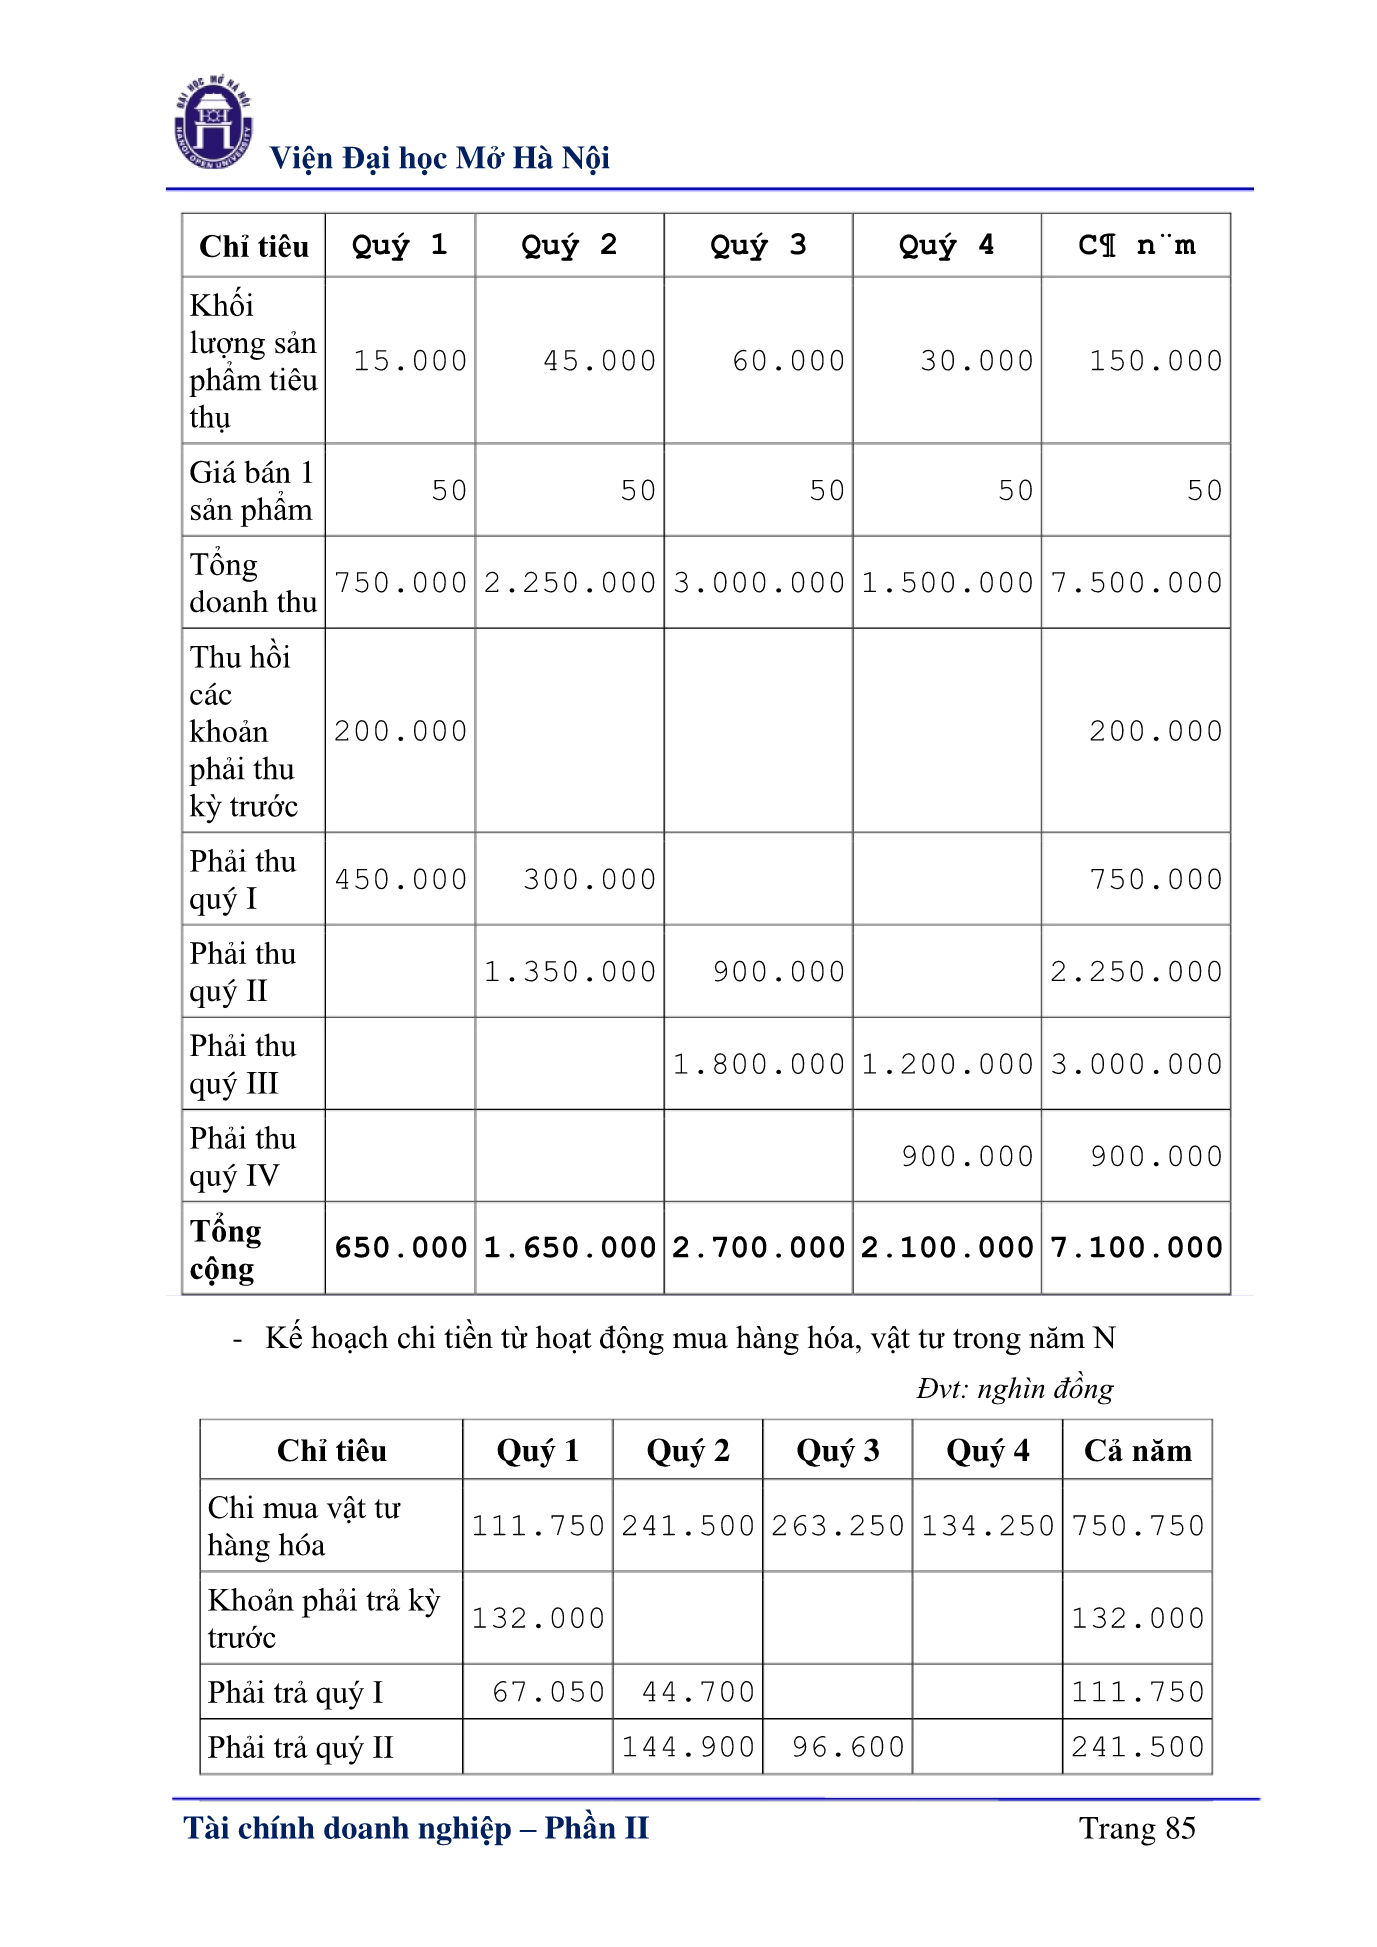 ĐẠI HỌC MỞ HÀ NỘI
HANOI OPEN UNIVERSITY
Viện Đại học Mở Hà Nội
Chỉ tiêu Quý 1 Quý 2 Quý 3 Quý 4 C¶ n¨m
Khối
lượng sản
phẩm tiêu
thụ
15.000 45.000 60.000 30.000 150.000
Giá bán 1
sản phẩm
50 50 50 50 50
Tổng
doanh thu
750.000 2.250.000 3.000.000 1.500.000 7.500.000
Thu hồi
các
khoản
phải thu
kỳ trước
200.000 200.000
Phải thu
quý I
450.000 300.000 750.000
Phải thu
quý II
1.350.000 900.000 2.250.000
Phải thu
quý III
1.800.000 1.200.000 3.000.000
Phải thu
quý IV
900.000 900.000
Tổng
cộng
650.000 1.650.000 2.700.000 2.100.000 7.100.000
- Kế hoạch chi tiền từ hoạt động mua hàng hóa, vật tư trong năm N
Đvt: nghìn đồng
Chỉ tiêu Quý 1 Quý 2 Quý 3 Quý 4 Cả năm
Chi mua vật tư
hàng hóa
111.750 241.500 263.250 134.250 750.750
Khoản phải trả kỳ
trước
132.000 132.000
Phải trả quý I 67.050 44.700 111.750
Phải trả quý II 144.900 96.600 241.500
Tài chính doanh nghiệp – Phần II Trang 85